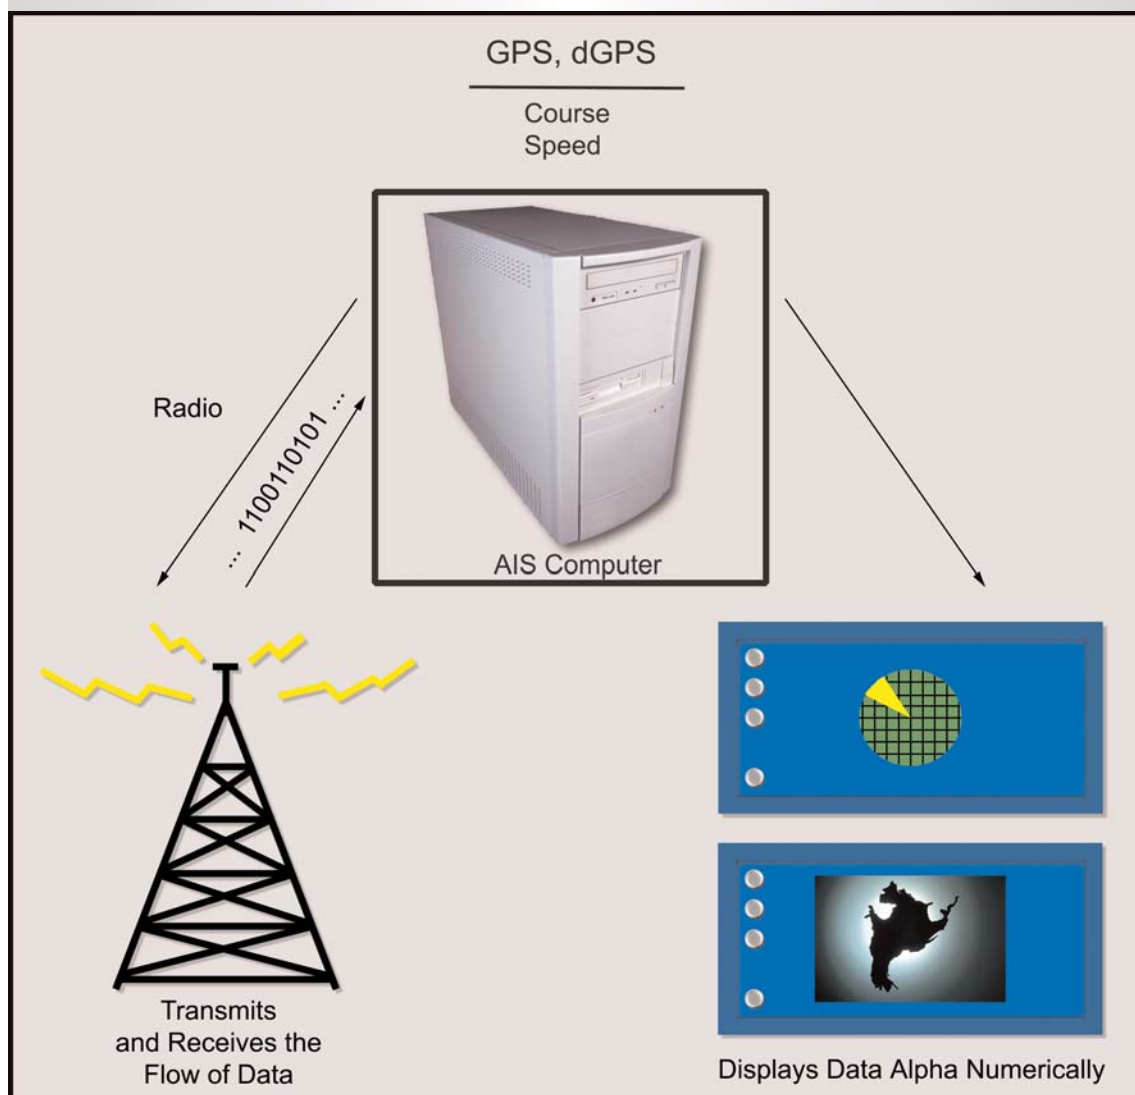 GPS, dGPS
Course
Speed
Radio
... 1100110101 ...
AIS Computer
Transmits
and Receives the
Flow of Data
Displays Data Alpha Numerically